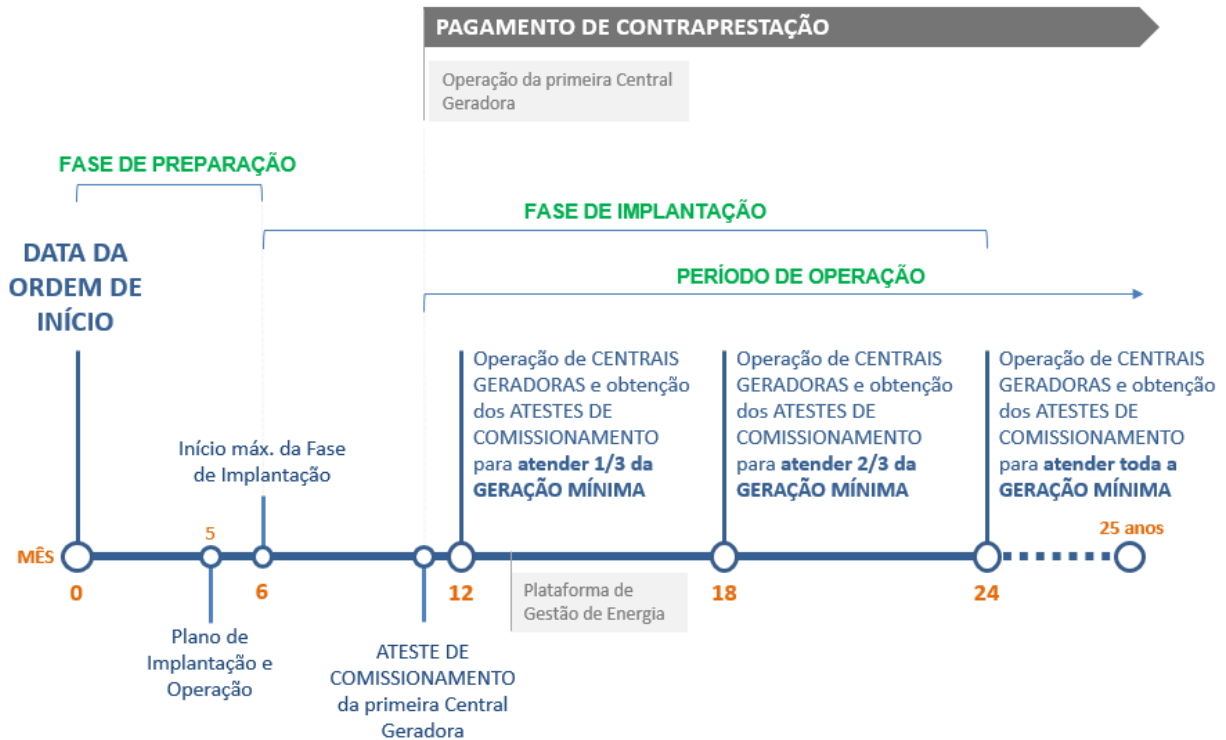 PAGAMENTO DE CONTRAPRESTAÇÃO
Operação da primeira Central
Geradora
FASE DE PREPARAÇÃO
FASE DE IMPLANTAÇÃO
DATA DA
ORDEM DE
INÍCIO
PERÍODO DE OPERAÇÃO
Operação de CENTRAIS
GERADORAS e obtenção
dos ATESTES DE
COMISSIONAMENTO
para atender 1/3 da
GERAÇÃO MÍNIMA
Operação de CENTRAIS
GERADORAS e obtenção
dos ATESTES DE
COMISSIONAMENTO
para atender 2/3 da
GERAÇÃO MÍNIMA
Operação de CENTRAIS
GERADORAS e obtenção
dos ATESTES DE
COMISSIONAMENTO
para atender toda a
GERAÇÃO MÍNIMA
Início máx. da Fase
de Implantação
MÊS
5
25 anos
0
6
12
18
24
Plataforma de
Gestão de Energia
Plano de
Implantação e
Operação
ATESTE DE
COMISSIONAMENTO
da primeira Central
Geradora